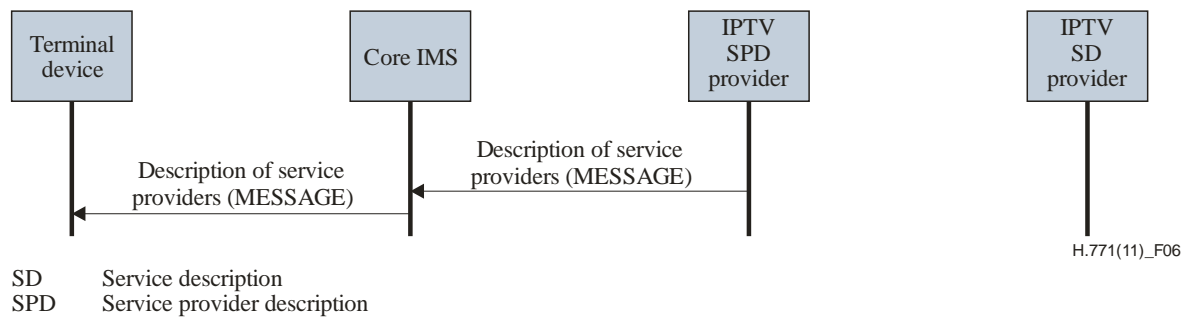 Terminal
device
Core IMS
IPTV
SPD
provider
IPTV
SD
provider
Description of service
providers (MESSAGE)
Description of service
providers (MESSAGE)
H.771(11)_F06
SD Service description
SPD Service provider description